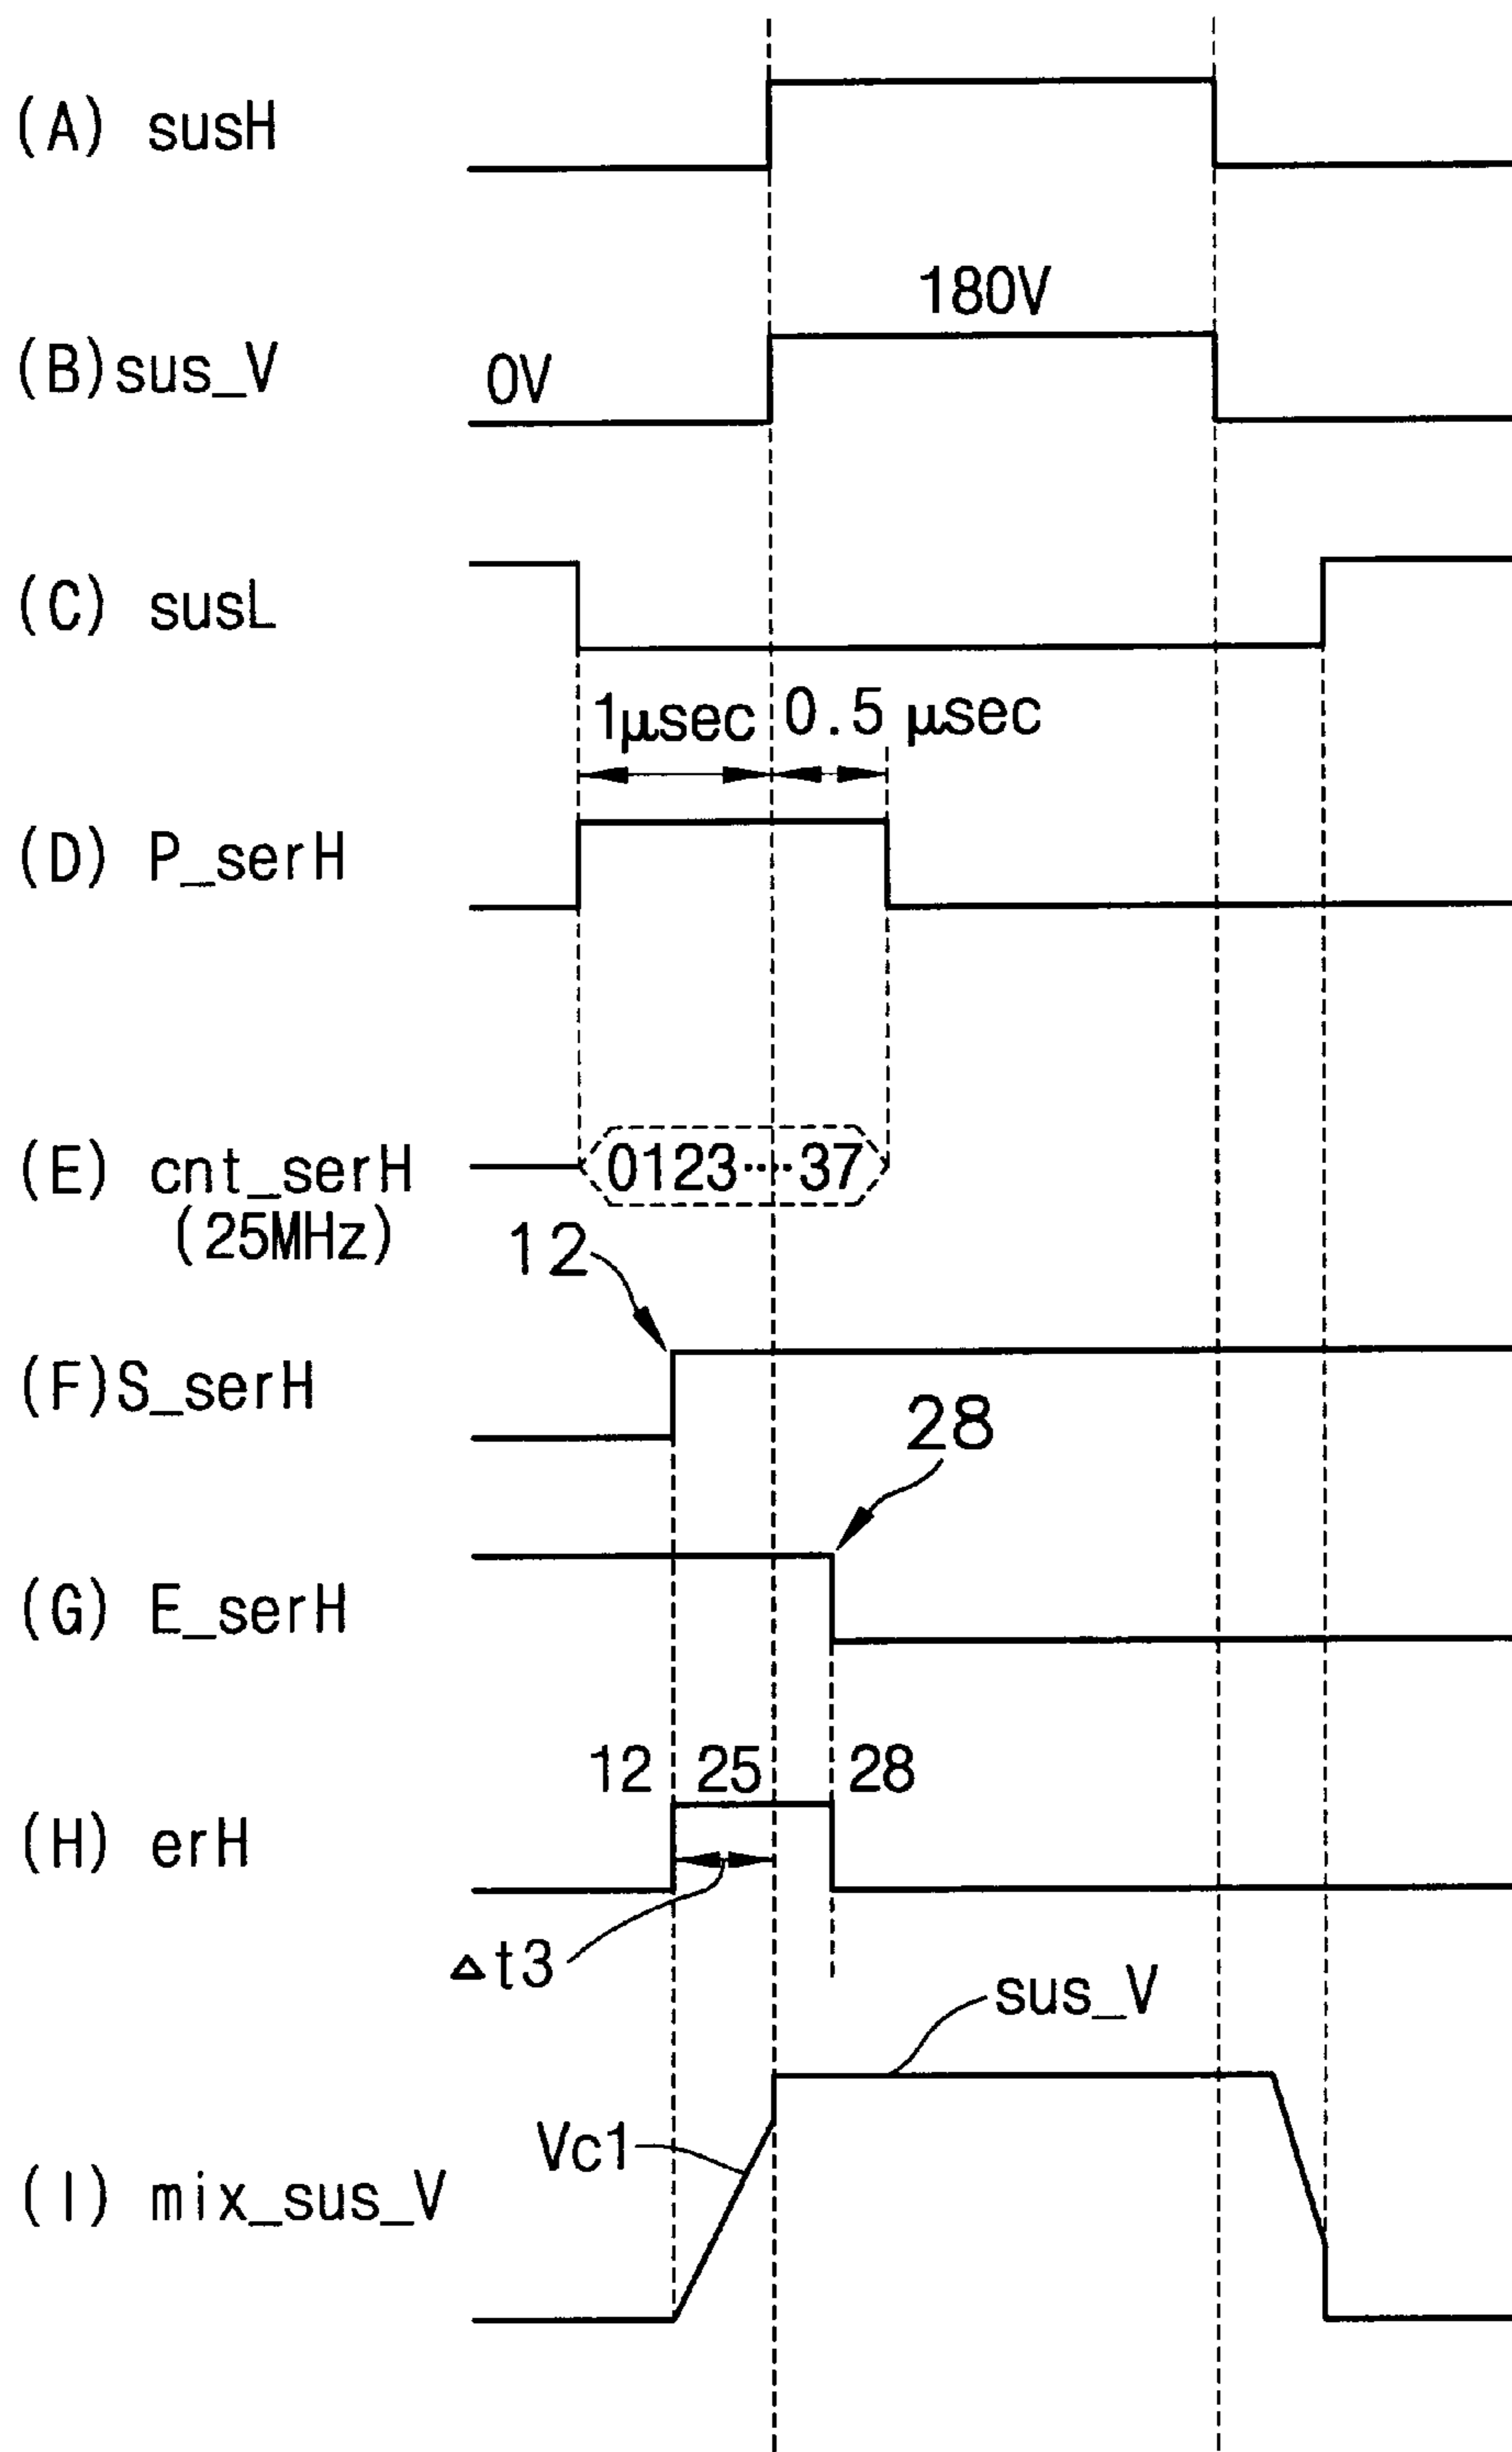 (A) susH
180V
(B) sus_V
0V
(C) susL
1μsec 0.5 μsec
(D) P_serH
(E) cnt_serH
0123····37
(25MHz)
12
(F) S_serH
28
(G) E_serH
12 25 28
(H) erH
Δt3
sus_V
Vc1
(I) mix_sus_V